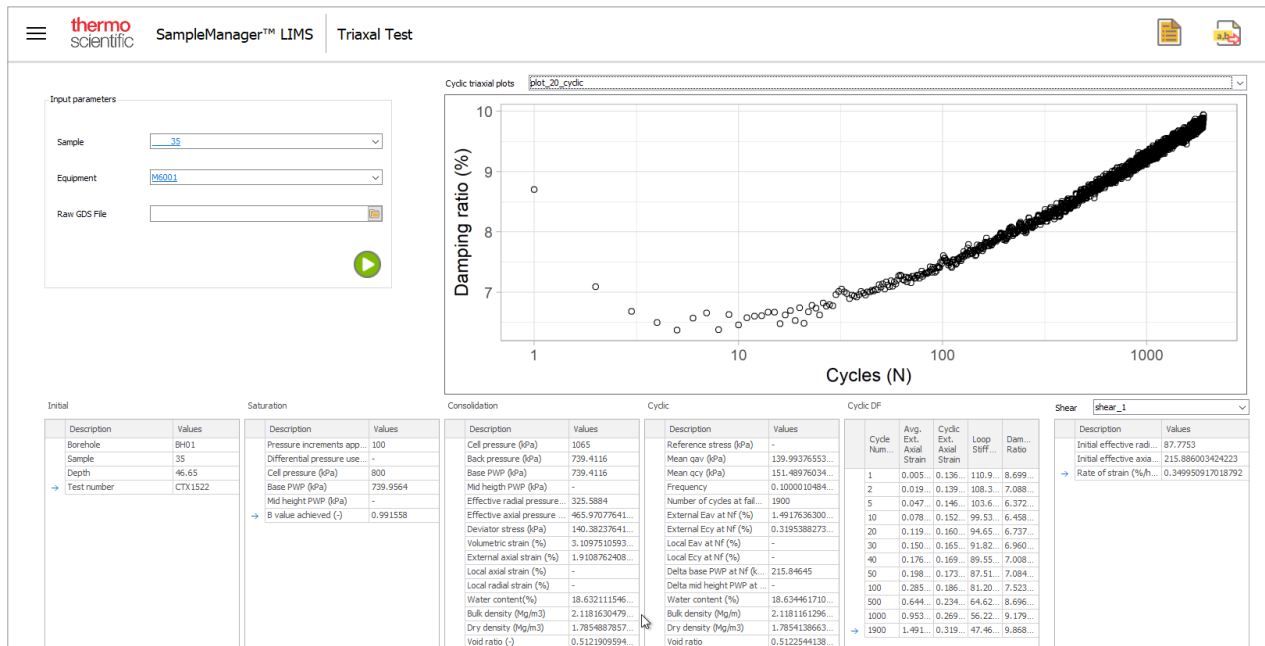 thermo
scientific
SampleManager™ LIMS
Triaxal Test
a,b,c
Input parameters
Sample
35
Equipment
M6001
Raw GDS File
Cyclic triaxial plots plot_20_cyclic
Damping ratio (%)
10
9
8
7
1 10 100 1000
Cycles (N)
Initial
Description Values
Borehole BH01
Sample 35
Depth 46.65
Test number CTX1522
Saturation
Description Values
Pressure increments app... 100
Differential pressure use... -
Cell pressure (kPa) 800
Base PWP (kPa) 739.9564
Mid height PWP (kPa) -
B value achieved (-) 0.991558
Consolidation
Description Values
Cell pressure (kPa) 1065
Back pressure (kPa) 739.4116
Base PWP (kPa) 739.4116
Mid heigth PWP (kPa) -
Effective radial pressure... 325.5884
Effective axial pressure ... 465.97077641...
Deviator stress (kPa) 140.38237641...
Volumetric strain (%) 3.1097510593...
External axial strain (%) 1.9108762408...
Local axial strain (%) -
Local radial strain (%) -
Water content(%) 18.632111546...
Bulk density (Mg/m3) 2.1181630479...
Dry density (Mg/m3) 1.7854887857...
Void ratio (-) 0.5121909594...
Cyclic
Description Values
Reference stress (kPa) -
Mean qav (kPa) 139.99376553...
Mean qcy (kPa) 151.48976034...
Frequency 0.1000010484...
Number of cycles at fail... 1900
External Eav at Nf (%) 1.4917636300...
External Ecy at Nf (%) 0.3195388273...
Local Eav at Nf (%) -
Local Ecy at Nf (%) -
Delta base PWP at Nf (k... 215.84645
Delta mid height PWP at ... -
Water content (%) 18.634461710...
Bulk density (Mg/m) 2.1181161296...
Dry density (Mg/m3) 1.7854138663...
Void ratio 0.5122544138...
Cyclic DF
Cycle Num... Avg. Ext. Axial Strain Cyclic Ext. Axial Strain Loop Stiff... Dam... Ratio
1 0.005... 0.136... 110.9... 8.699...
2 0.019... 0.139... 108.3... 7.088...
5 0.047... 0.146... 103.6... 6.372...
10 0.078... 0.152... 99.53... 6.458...
20 0.119... 0.160... 94.65... 6.737...
30 0.150... 0.165... 91.82... 6.960...
40 0.176... 0.169... 89.55... 7.008...
50 0.198... 0.173... 87.51... 7.084...
100 0.285... 0.186... 81.20... 7.523...
500 0.644... 0.234... 64.62... 8.696...
1000 0.953... 0.269... 56.22... 9.179...
1900 1.491... 0.319... 47.46... 9.868...
Shear shear_1
Description Values
Initial effective radi... 87.7753
Initial effective axia... 215.886003424223
Rate of strain (%/h... 0.349950917018792